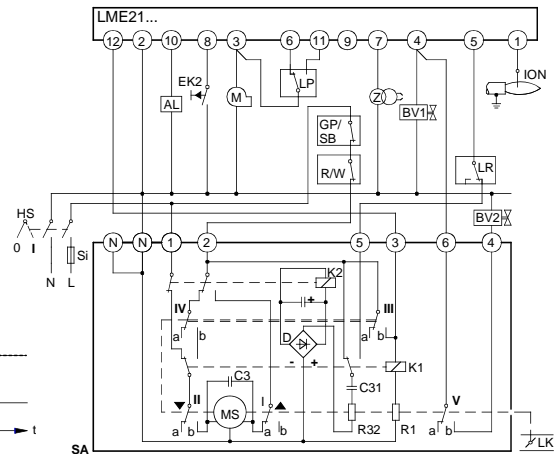 LME21...
12 2 10 8 3 6 11 9 7 4 5 1
EK2
ION
AL
M
LP
Z
BV1
GP/
SB
R/W
LR
HS
0 I
Si
N L
BV2
N N 1 2 5 3 6 4
K2
IV
a b
III
a b
D
- +
+
K1
C3
C31
II
MS
I
V
a b
a b
R32
R1
a b
t
SA
LK